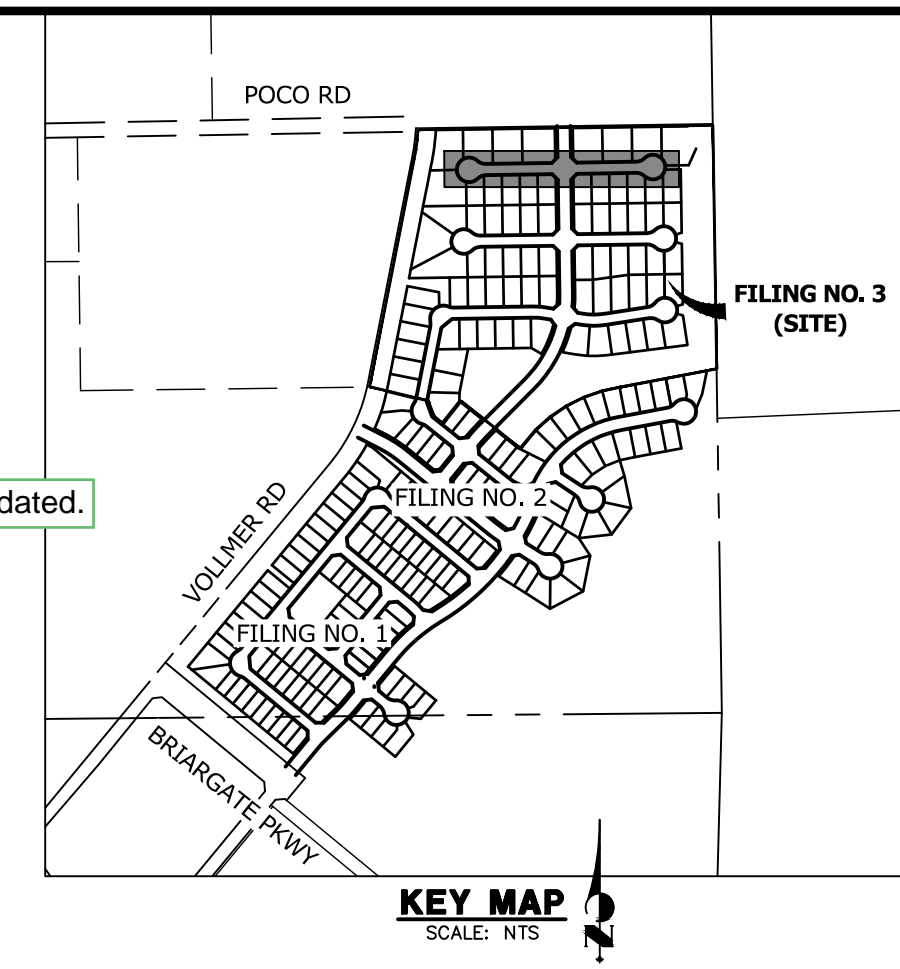 POCO RD
FILING NO. 3
(SITE)
dated.
FILING NO. 2
VOLLMER RD
FILING NO. 1
BRIARGATE PKWY
KEY MAP
SCALE: NTS
N